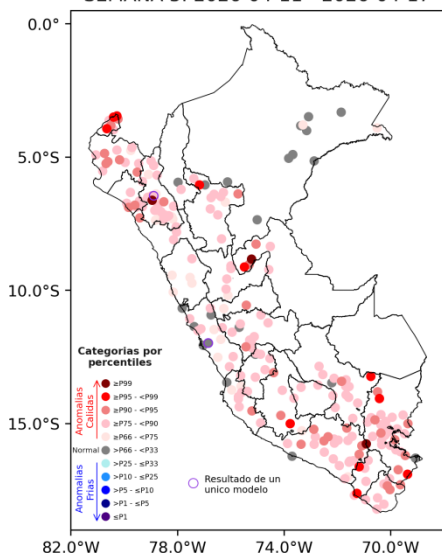 0.0°
5.0°S
10.0°S
15.0°S
82.0°W
78.0°W
74.0°W
70.0°W
Categorias por
percentiles
Anomalias
Calidas
≥P99
≥P95 - <P99
≥P90 - <P95
≥P75 - <P90
≥P66 - <P75
Normal
>P66 - <P33
Anomalias
Frias
>P25 - ≤P33
>P10 - ≤P25
>P5 - ≤P10
>P1 - ≤P5
≤P1
Resultado de un
unico modelo